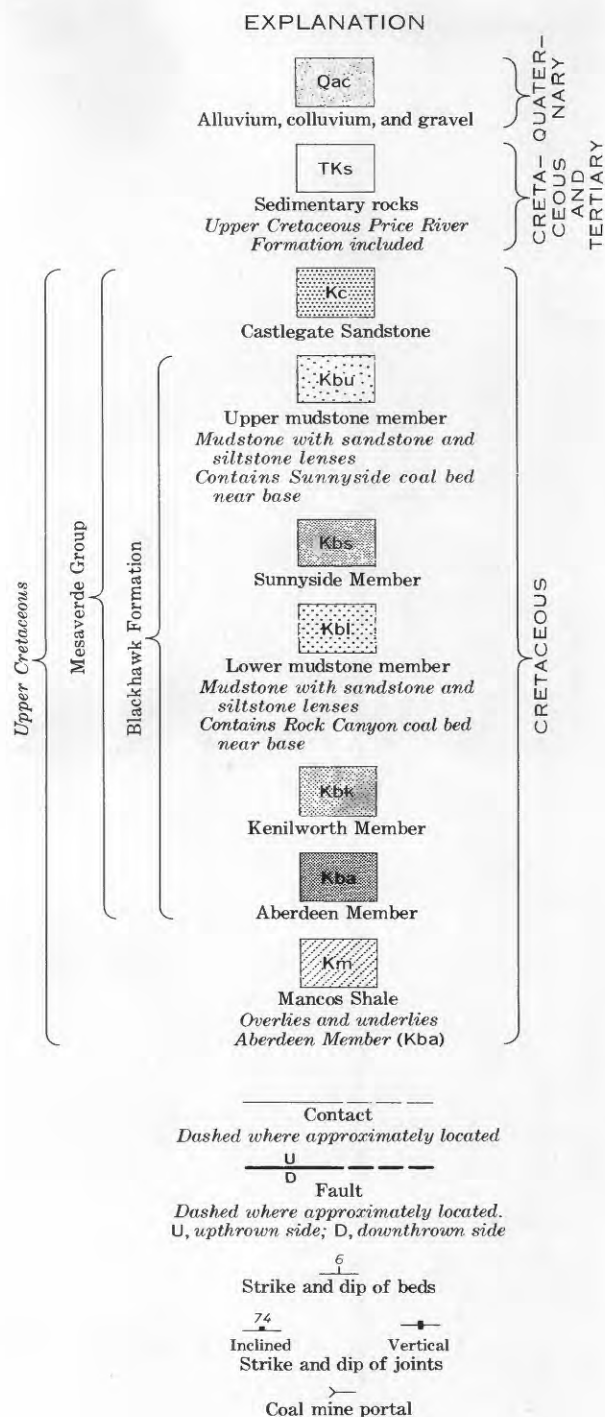 EXPLANATION
Qac
Alluvium, colluvium, and gravel
QUATER-
NARY
TKs
Sedimentary rocks
Upper Cretaceous Price River
Formation included
CRETA-
CEOUS
AND
TERTIARY
Kc
Castlegate Sandstone
Kbu
Upper mudstone member
Mudstone with sandstone and
siltstone lenses
Contains Sunnyside coal bed
near base
Kbs
Sunnyside Member
Kbl
Lower mudstone member
Mudstone with sandstone and
siltstone lenses
Contains Rock Canyon coal bed
near base
Kbk
Kenilworth Member
Kba
Aberdeen Member
Km
Mancos Shale
Overlies and underlies
Aberdeen Member (Kba)
Upper Cretaceous
Mesaverde Group
Blackhawk Formation
CRETACEOUS
Contact
Dashed where approximately located
U
D
Fault
Dashed where approximately located.
U, upthrown side; D, downthrown side
6
Strike and dip of beds
74
Inclined Vertical
Strike and dip of joints
Coal mine portal